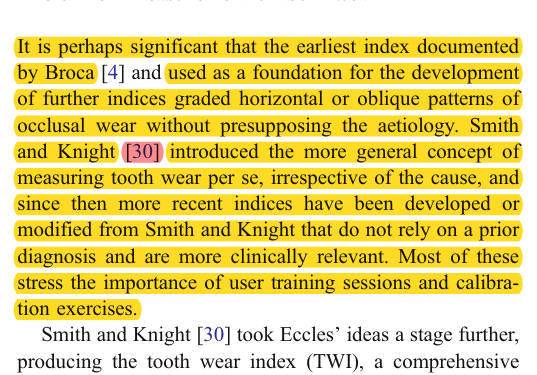 It is perhaps significant that the earliest index documented
by Broca [4] and used as a foundation for the development
of further indices graded horizontal or oblique patterns of
occlusal wear without presupposing the aetiology. Smith
and Knight [30] introduced the more general concept of
measuring tooth wear per se, irrespective of the cause, and
since then more recent indices have been developed or
modified from Smith and Knight that do not rely on a prior
diagnosis and are more clinically relevant. Most of these
stress the importance of user training sessions and calibra-
tion exercises.
Smith and Knight [30] took Eccles’ ideas a stage further,
producing the tooth wear index (TWI), a comprehensive